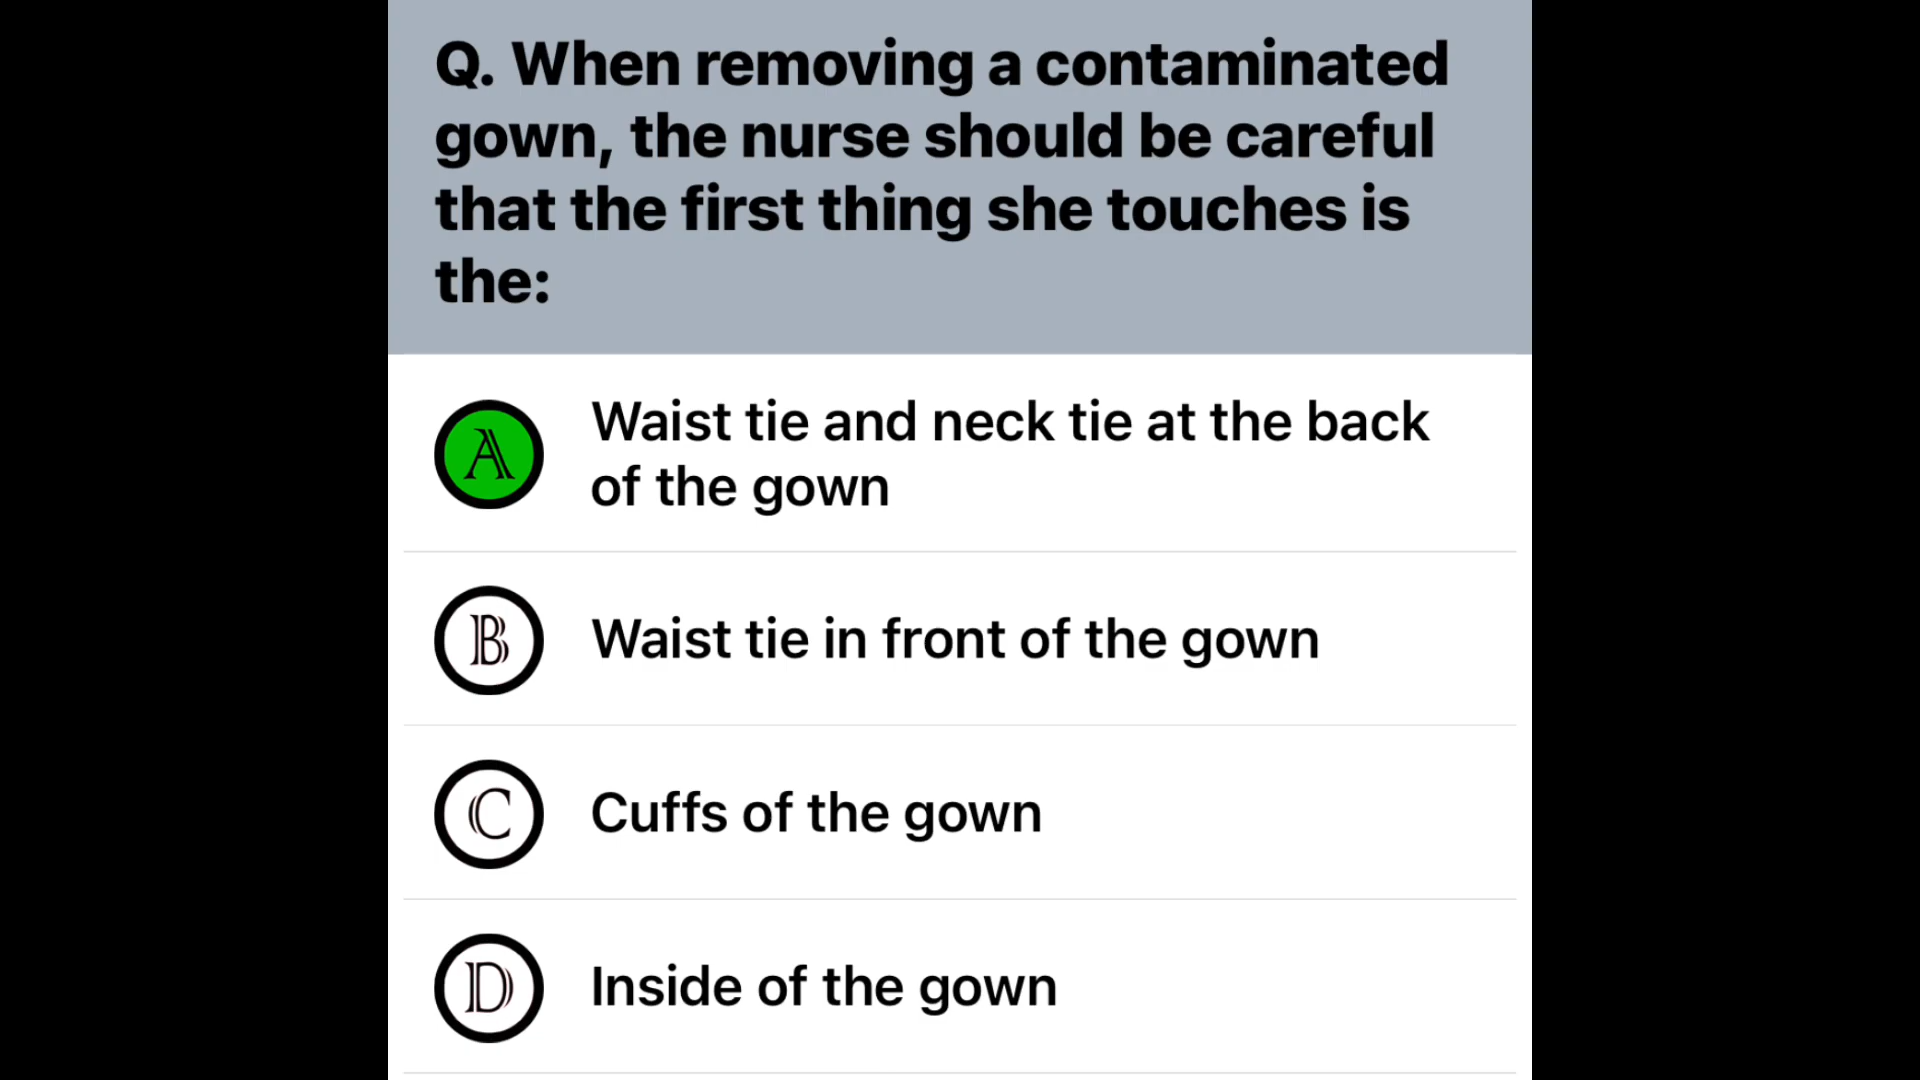 Q. When removing a contaminated
gown, the nurse should be careful
that the first thing she touches is
the:
A Waist tie and neck tie at the back
of the gown
B Waist tie in front of the gown
C Cuffs of the gown
D Inside of the gown